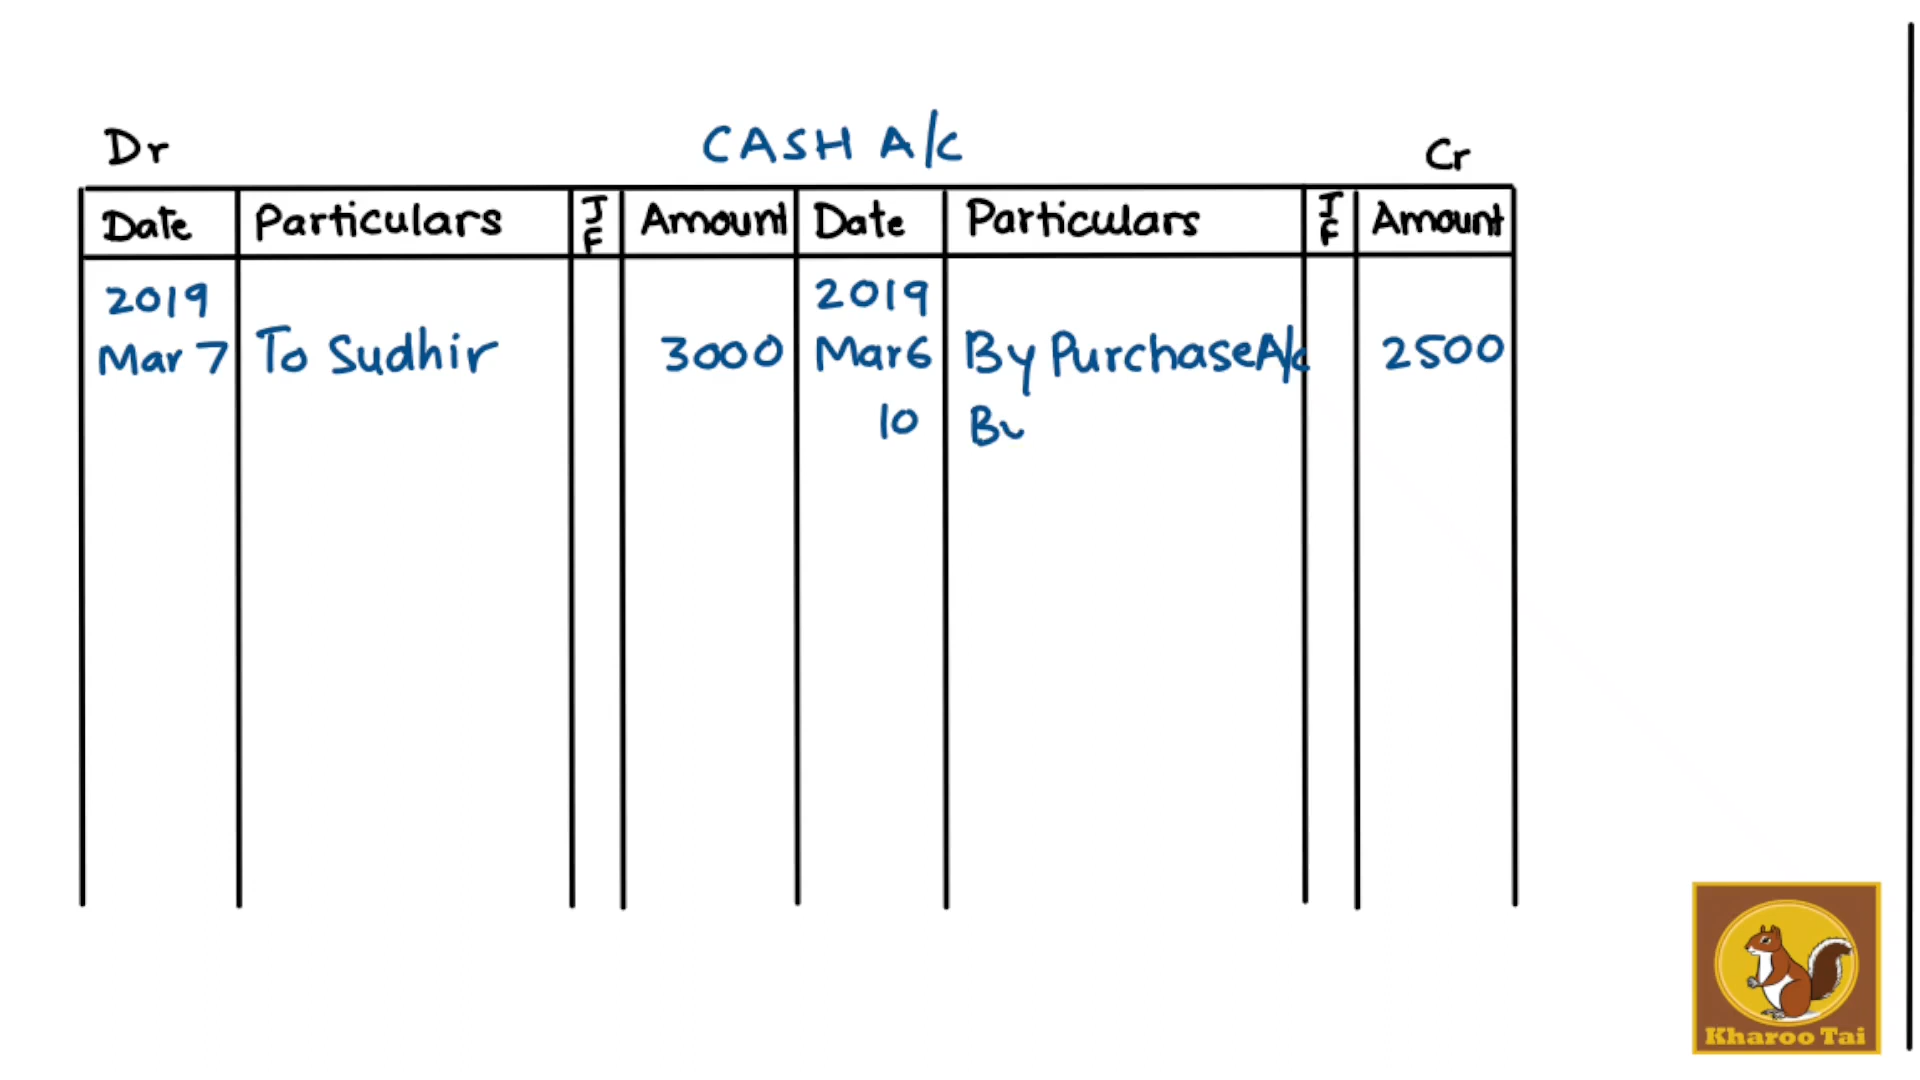 Dr CASH A/c Cr
Date Particulars JF Amount Date Particulars JF Amount
2019 2019
Mar 7 To Sudhir 3000 Mar 6 By Purchase A/c 2500
10
Kharoo Tai